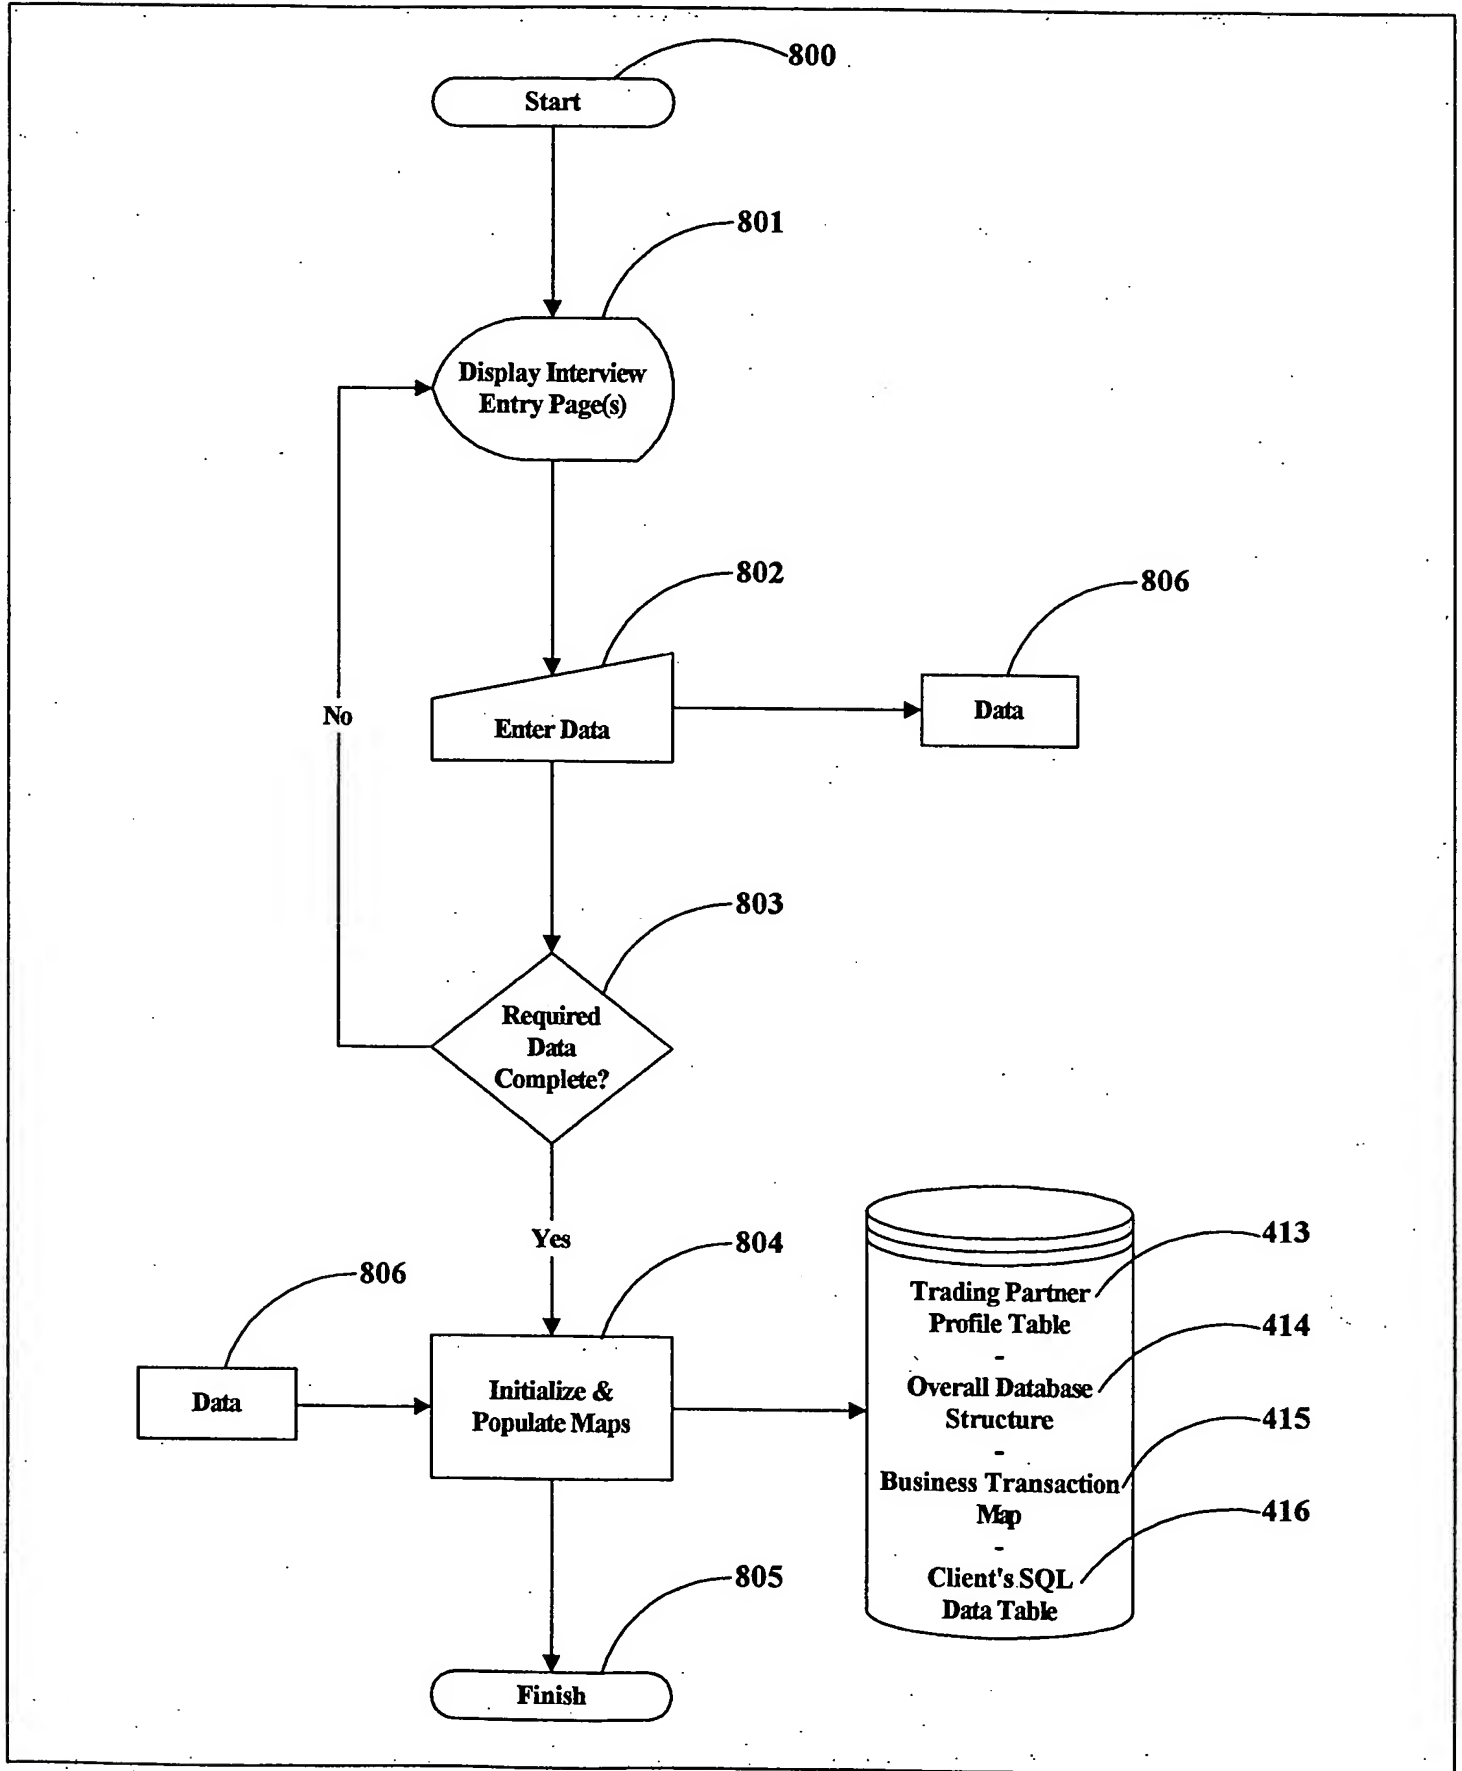 800
Start
801
Display Interview
Entry Page(s)
802
806
Enter Data
Data
No
803
Required
Data
Complete?
Yes
804
806
Data
Initialize &
Populate Maps
413
Trading Partner
Profile Table
-
414
Overall Database
Structure
-
415
Business Transaction
Map
-
416
Client's SQL
Data Table
805
Finish